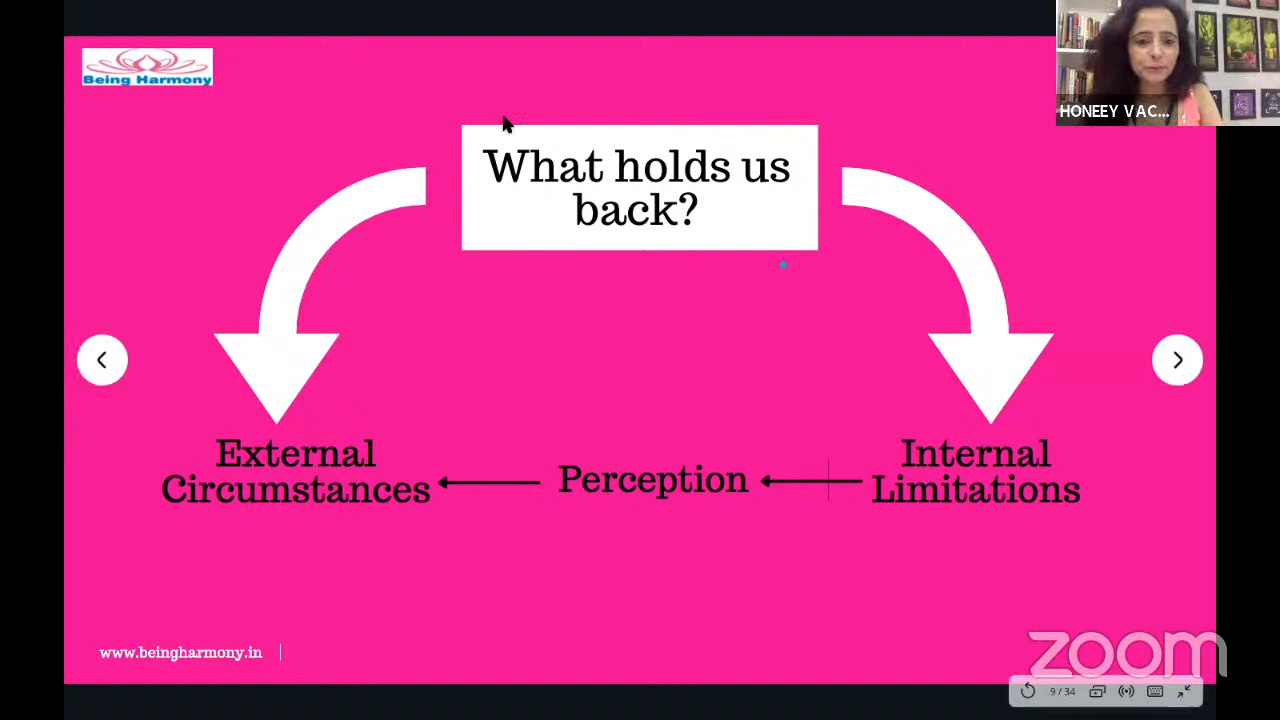 Being Harmony
HONEEY VAC...
What holds us
back?
External
Circumstances
Perception
Internal
Limitations
www.beingharmony.in
zoom
9 / 34